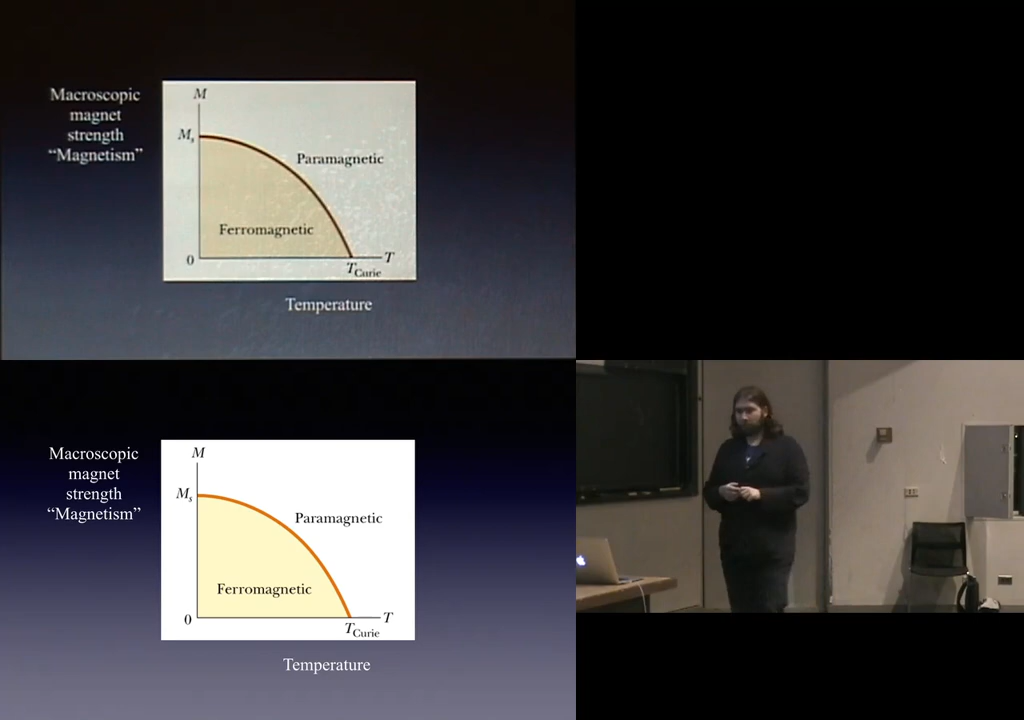 Macroscopic
magnet
strength
“Magnetism”
M
Ms
Paramagnetic
Ferromagnetic
0
T
TCurie
Temperature
Macroscopic
magnet
strength
“Magnetism”
M
Ms
Paramagnetic
Ferromagnetic
0
T
TCurie
Temperature